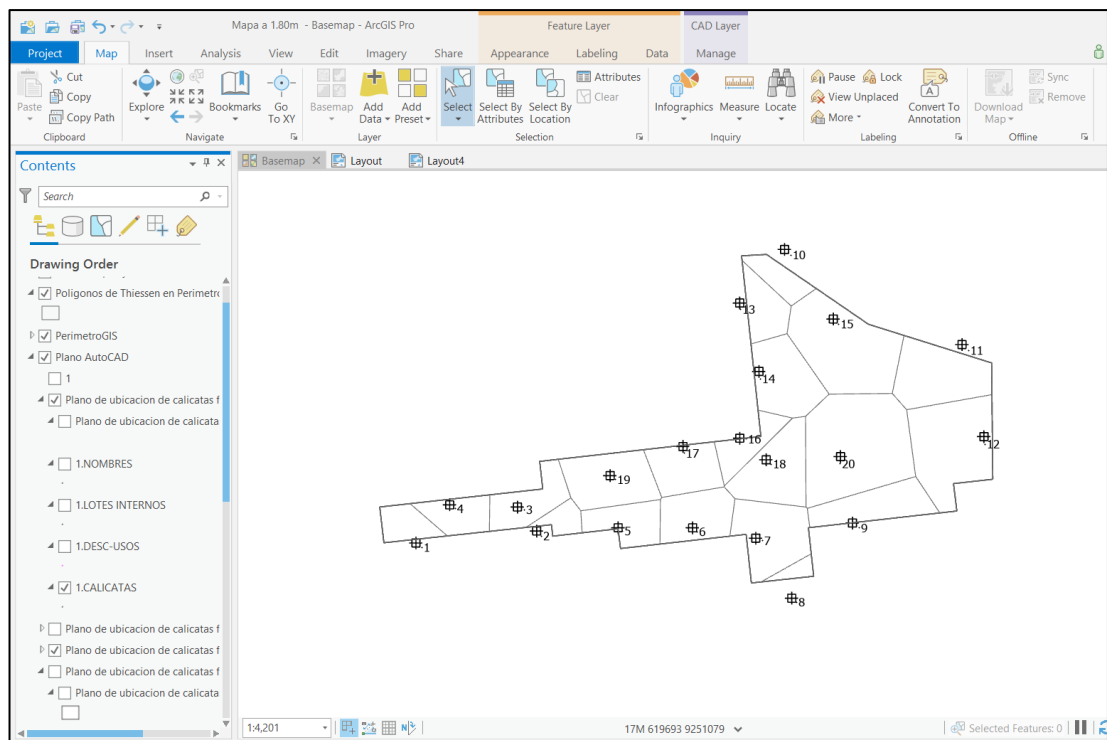 Mapa a 1.80m - Basemap - ArcGIS Pro
Feature Layer
CAD Layer
Project Map Insert Analysis View Edit Imagery Share Appearance Labeling Data Manage
Paste
Cut
Copy
Copy Path
Clipboard
Explore
Bookmarks
Go To XY
Navigate
Basemap
Add Data
Add Preset
Layer
Select
Select By Attributes
Select By Location
Attributes
Clear
Selection
Infographics
Measure
Locate
Inquiry
Pause
Lock
View Unplaced
More
Convert To Annotation
Labeling
Download Map
Sync
Remove
Offline
Contents
Search
Drawing Order
Poligonos de Thiessen en Perimetro
PerimetroGIS
Plano AutoCAD
1
Plano de ubicacion de calicatas f
Plano de ubicacion de calicata
1.NOMBRES
1.LOTES INTERNOS
1.DESC-USOS
1.CALICATAS
Plano de ubicacion de calicatas f
Plano de ubicacion de calicatas f
Plano de ubicacion de calicatas f
Plano de ubicacion de calicata
Basemap
Layout
Layout4
10
13
15
11
14
16
12
17
18
20
19
4
3
9
2
5
6
7
1
8
1:4,201
17M 619693 9251079
Selected Features: 0